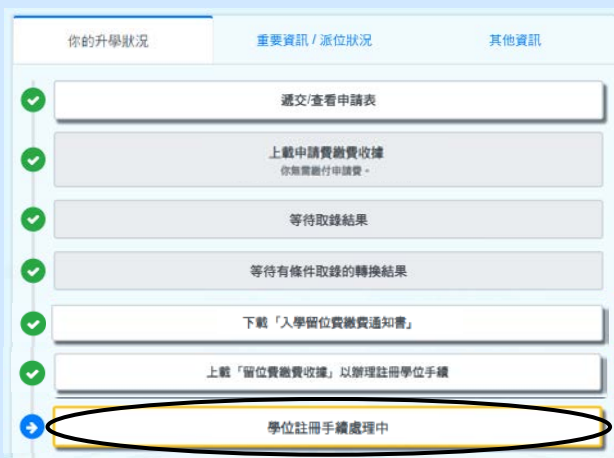 你的升學狀況
重要資訊 / 派位狀況
其他資訊
遞交/查看申請表
上載申請費繳費收據
你無需繳付申請費。
等待取錄結果
等待有條件取錄的轉換結果
下載「入學留位費繳費通知書」
上載「留位費繳費收據」以辦理註冊學位手續
學位註冊手續處理中